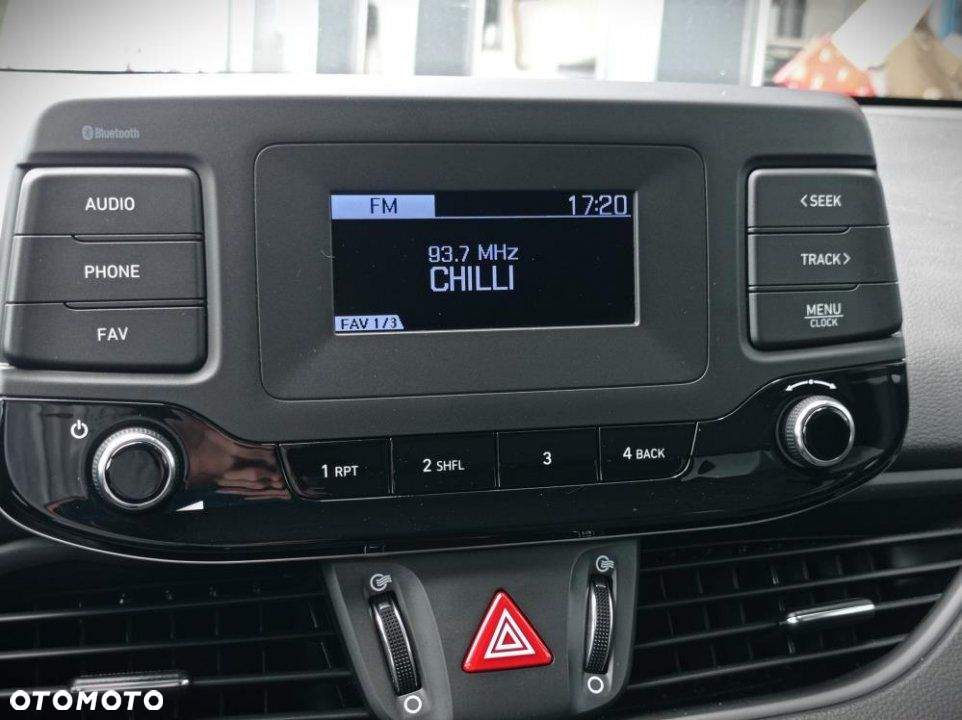 Bluetooth
AUDIO
PHONE
FAV
FM 17:20
93.7 MHz
CHILLI
FAV 1/3
<SEEK
TRACK>
MENU
CLOCK
1 RPT
2 SHFL
3
4 BACK
OTOMOTO